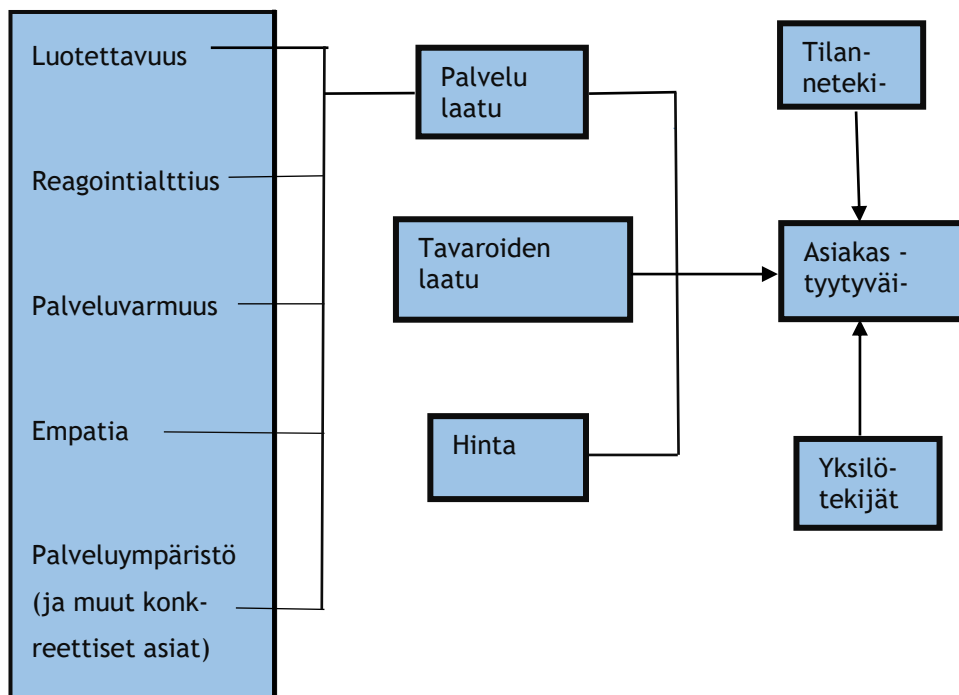 Luotettavuus
Reagointialttius
Palveluvarmuus
Empatia
Palveluympäristö
(ja muut konk-
reettiset asiat)
Palvelu
laatu
Tavaroiden
laatu
Hinta
Tilan-
neteki-
Asiakas -
tyytyväi-
Yksilö-
tekijät